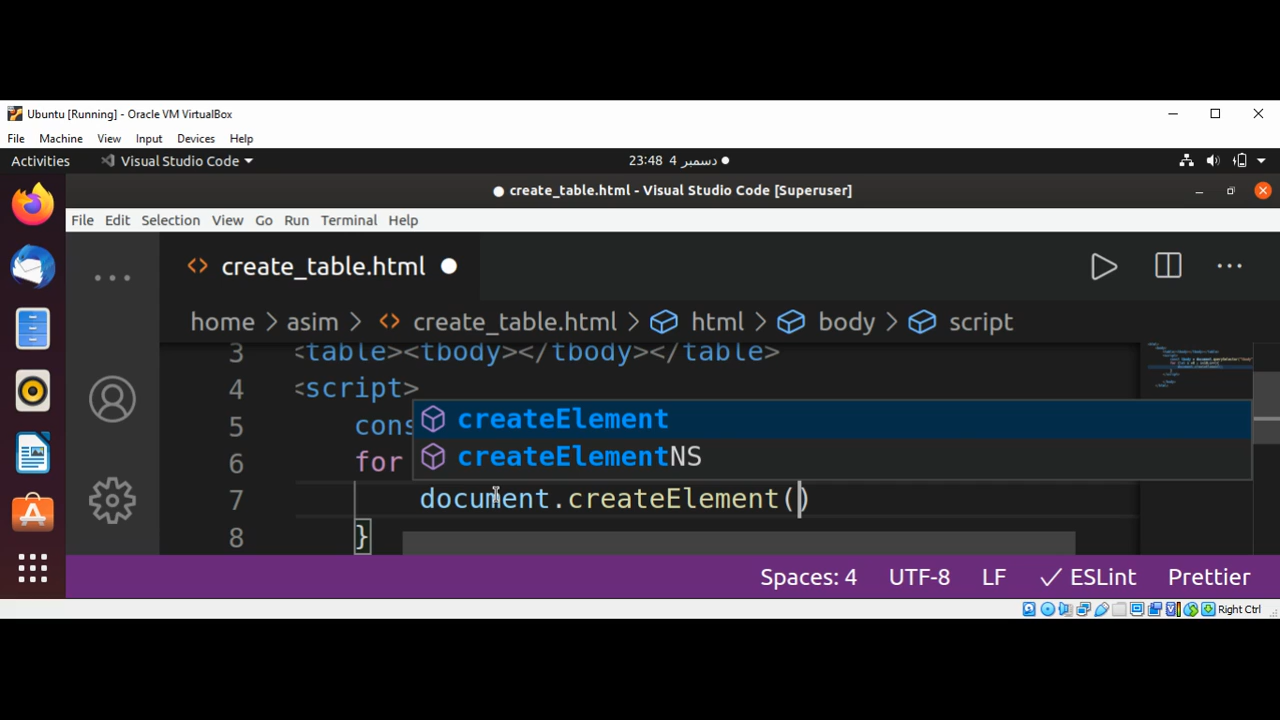 Ubuntu [Running] - Oracle VM VirtualBox
File Machine View Input Devices Help
Activities Visual Studio Code 23:48 4 دسمبر
create_table.html - Visual Studio Code [Superuser]
File Edit Selection View Go Run Terminal Help
create_table.html
home > asim > create_table.html > html > body > script
3 <table><tbody></tbody></table>
4 <script>
createElement
5 cons
createElementNS
6 for
7 document.createElement()
8 }
Spaces: 4 UTF-8 LF ESLint Prettier
Right Ctrl